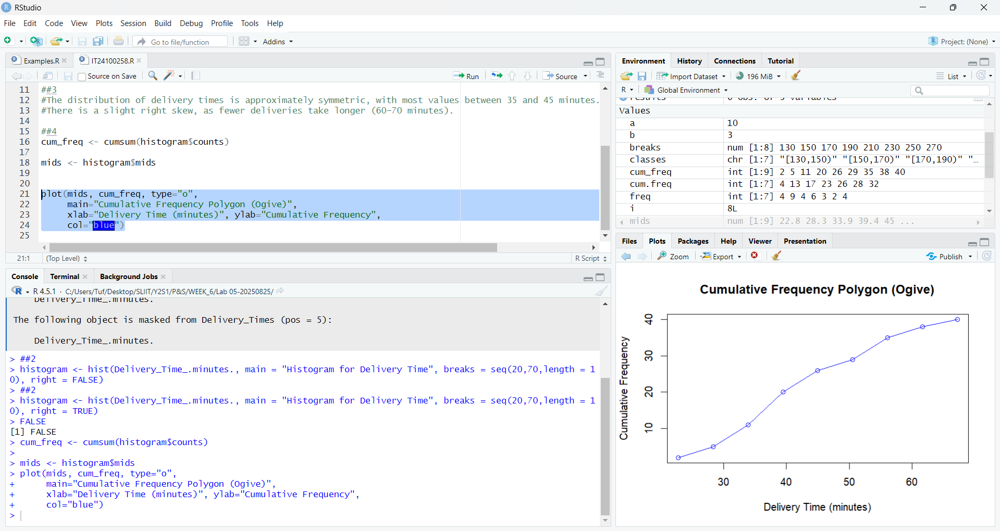 RStudio
File Edit Code View Plots Session Build Debug Profile Tools Help
Go to file/function
Addins
Project: (None)
Examples.R
IT24100258.R
Source on Save
Run
Source
11 ##3
12 #The distribution of delivery times is approximately symmetric, with most values between 35 and 45 minutes.
13 #There is a slight right skew, as fewer deliveries take longer (60-70 minutes).
14
15 ##4
16 cum_freq <- cumsum(histogram$counts)
17
18 mids <- histogram$mids
19
20
21 plot(mids, cum_freq, type="o",
22 main="Cumulative Frequency Polygon (Ogive)",
23 xlab="Delivery Time (minutes)", ylab="Cumulative Frequency",
24 col="blue")
25
21:1 (Top Level) R Script
Console Terminal Background Jobs
R 4.5.1 · C:/Users/Tuf/Desktop/SLIIT/Y2S1/P&S/WEEK_6/Lab 05-20250825/
Delivery_Time_.minutes.
The following object is masked from Delivery_Times (pos = 5):
Delivery_Time_.minutes.
> ##2
> histogram <- hist(Delivery_Time_.minutes., main = "Histogram for Delivery Time", breaks = seq(20,70,length = 1
0), right = FALSE)
> ##2
> histogram <- hist(Delivery_Time_.minutes., main = "Histogram for Delivery Time", breaks = seq(20,70,length = 1
0), right = TRUE)
> FALSE
[1] FALSE
> cum_freq <- cumsum(histogram$counts)
>
> mids <- histogram$mids
> plot(mids, cum_freq, type="o",
+ main="Cumulative Frequency Polygon (Ogive)",
+ xlab="Delivery Time (minutes)", ylab="Cumulative Frequency",
+ col="blue")
>
Environment History Connections Tutorial
Import Dataset 196 MiB List
R Global Environment
Values
a 10
b 3
breaks num [1:8] 130 150 170 190 210 230 250 270
classes chr [1:7] "[130,150)" "[150,170)" "[170,190)" "…
cum_freq int [1:9] 2 5 11 20 26 29 35 38 40
cum.freq int [1:7] 4 13 17 23 26 28 32
freq int [1:7] 4 9 4 6 3 2 4
i 8L
mids num [1:9] 22.8 28.3 33.9 39.4 45 ...
Files Plots Packages Help Viewer Presentation
Zoom Export Publish
Cumulative Frequency Polygon (Ogive)
Cumulative Frequency
40
30
20
10
30 40 50 60
Delivery Time (minutes)